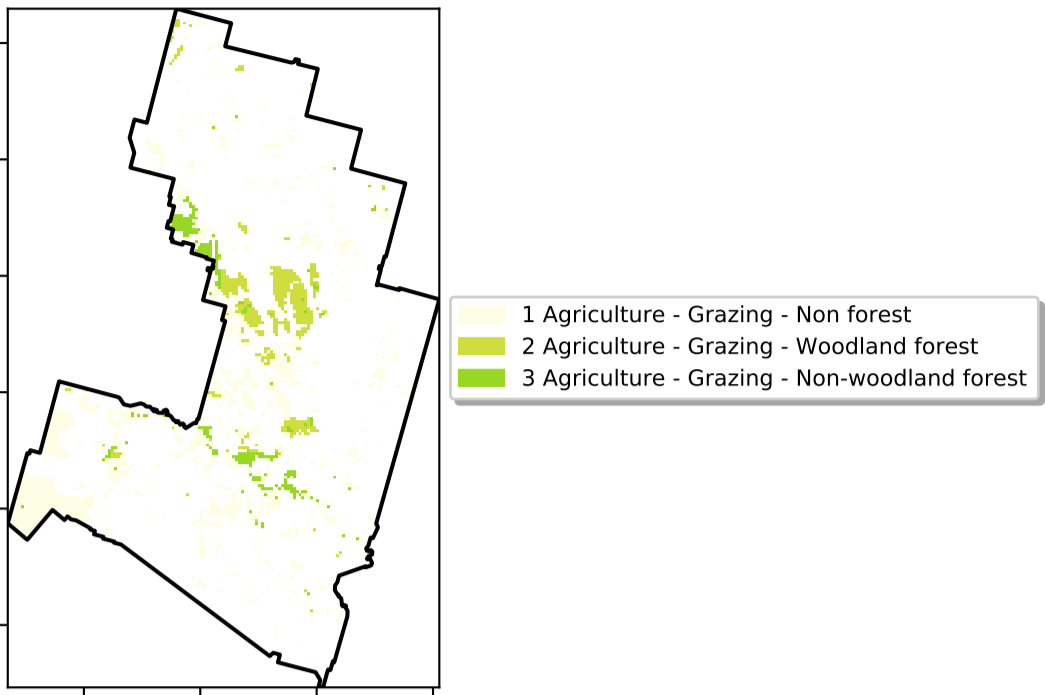 1 Agriculture - Grazing - Non forest
2 Agriculture - Grazing - Woodland forest
3 Agriculture - Grazing - Non-woodland forest